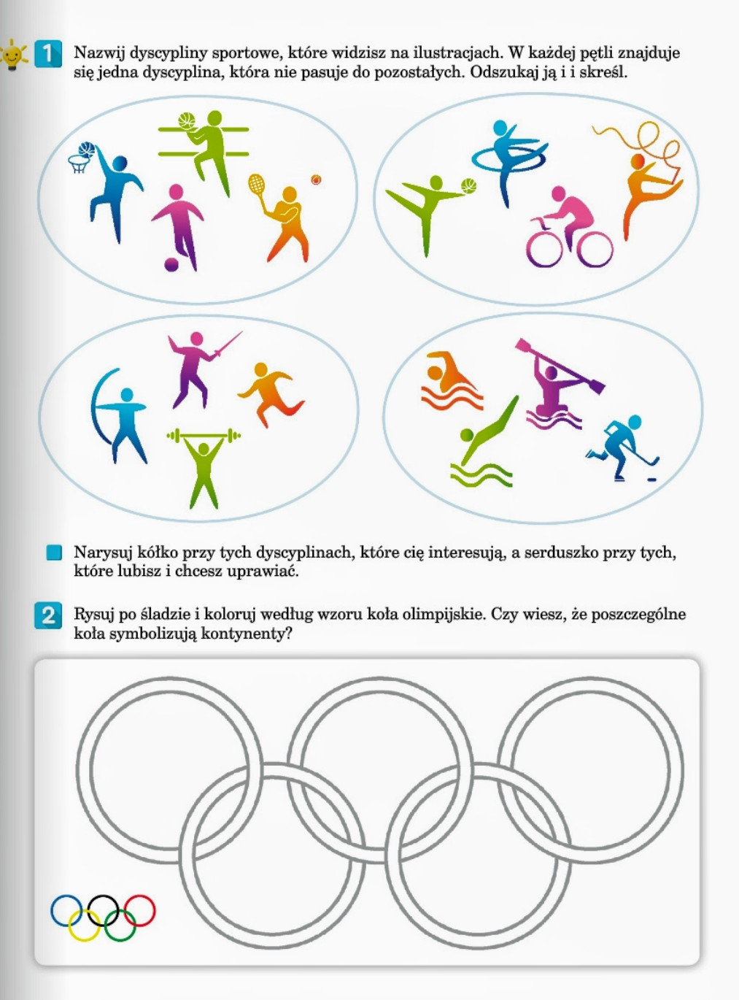 1 Nazwij dyscypliny sportowe, które widzisz na ilustracjach. W każdej pętli znajduje
się jedna dyscyplina, która nie pasuje do pozostałych. Odszukaj ją i i skreśl.
Narysuj kółko przy tych dyscyplinach, które cię interesują, a serduszko przy tych,
które lubisz i chcesz uprawiać.
2 Rysuj po śladzie i koloruj według wzoru koła olimpijskie. Czy wiesz, że poszczególne
koła symbolizują kontynenty?